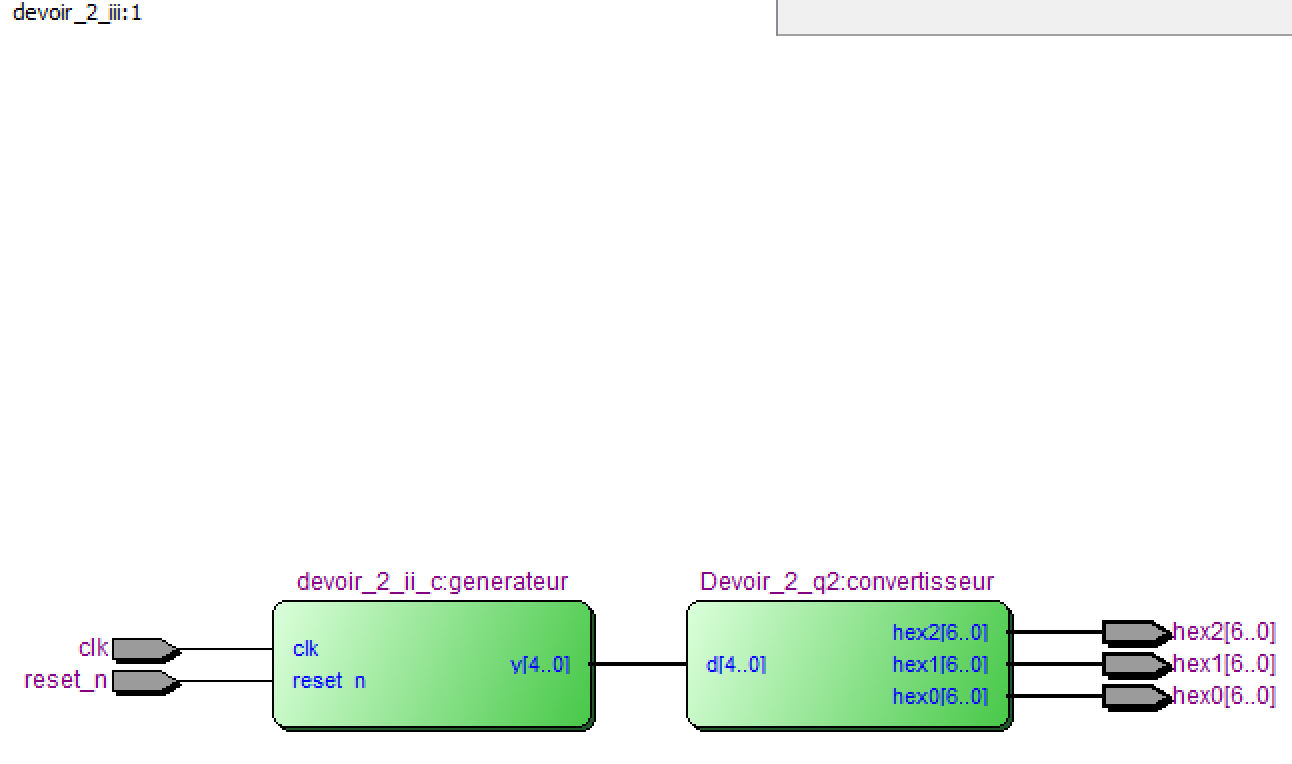 devoir_2_iii:1
devoir_2_ii_c:generateur
Devoir_2_q2:convertisseur
clk
reset_n
clk
reset_n
y[4..0]
d[4..0]
hex2[6..0]
hex1[6..0]
hex0[6..0]
hex2[6..0]
hex1[6..0]
hex0[6..0]